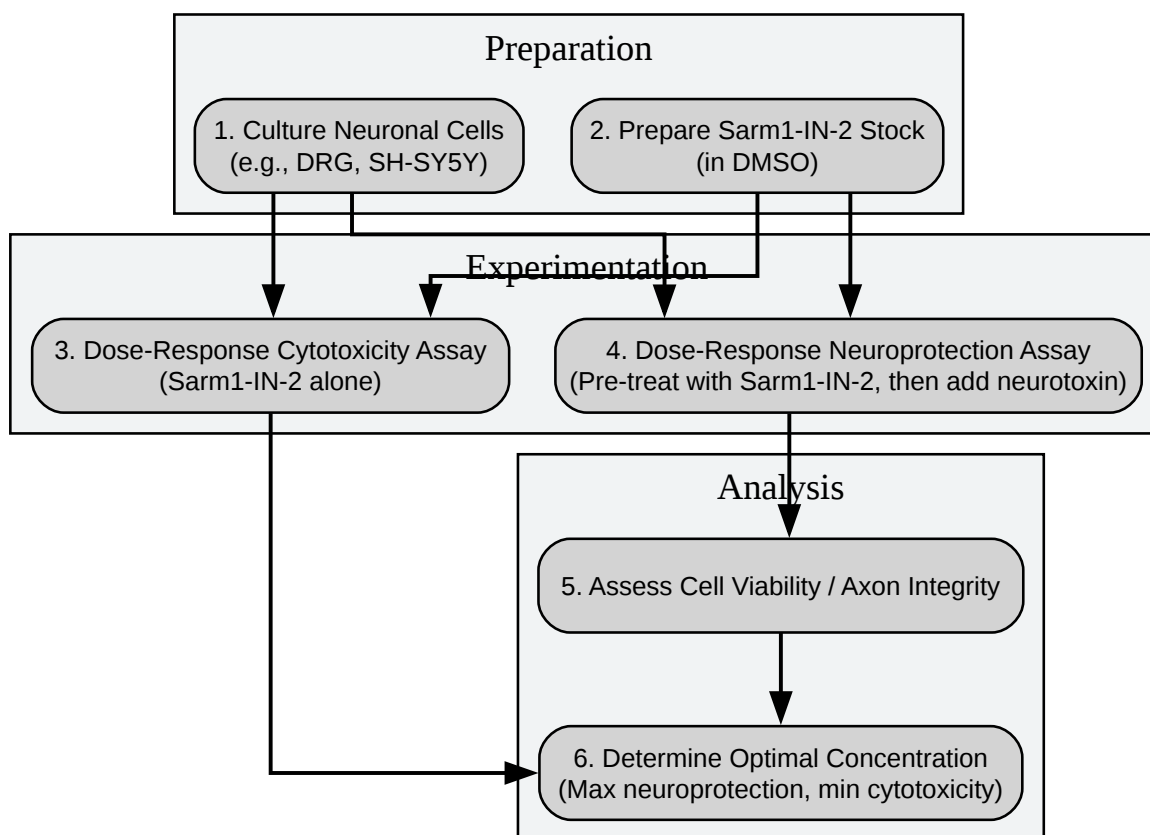 Preparation
1. Culture Neuronal Cells
(e.g., DRG, SH-SY5Y)
2. Prepare Sarm1-IN-2 Stock
(in DMSO)
Experimentation
3. Dose-Response Cytotoxicity Assay
(Sarm1-IN-2 alone)
4. Dose-Response Neuroprotection Assay
(Pre-treat with Sarm1-IN-2, then add neurotoxin)
Analysis
5. Assess Cell Viability / Axon Integrity
6. Determine Optimal Concentration
(Max neuroprotection, min cytotoxicity)